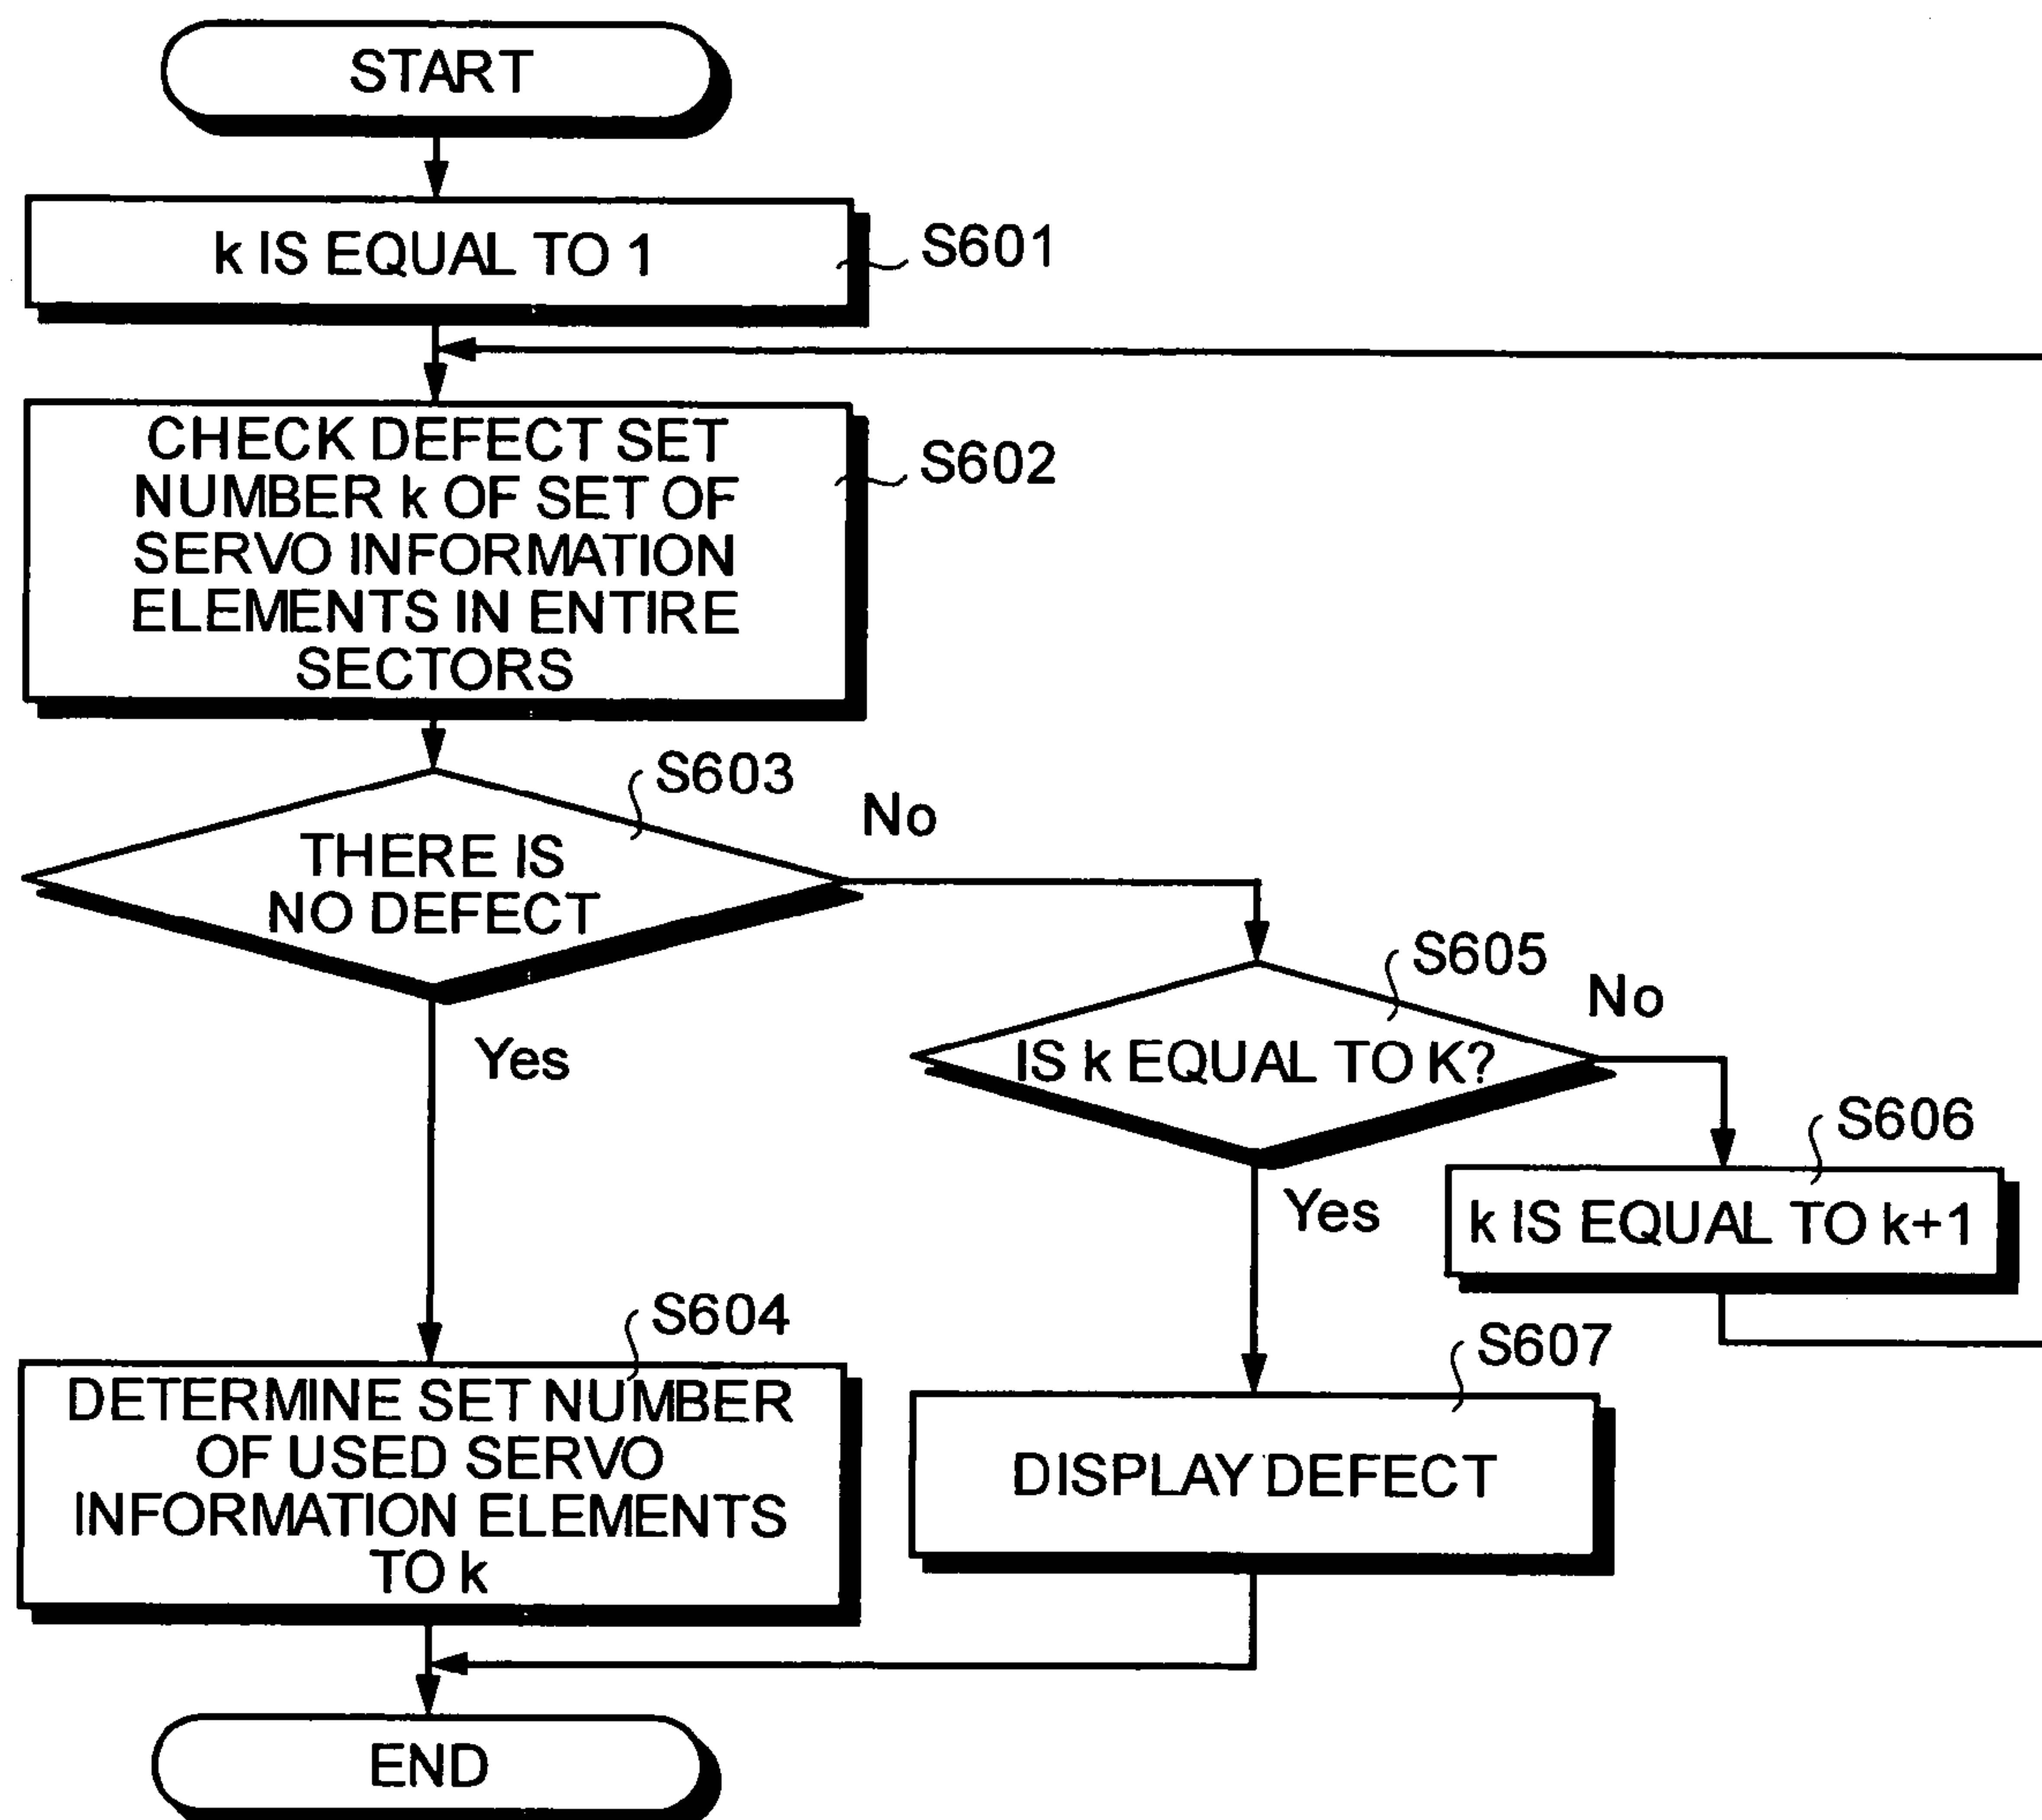 START
k IS EQUAL TO 1
S601
CHECK DEFECT SET
NUMBER k OF SET OF
SERVO INFORMATION
ELEMENTS IN ENTIRE
SECTORS
S602
S603
THERE IS
NO DEFECT
No
Yes
S605
IS k EQUAL TO K?
No
Yes
S606
k IS EQUAL TO k+1
S604
DETERMINE SET NUMBER
OF USED SERVO
INFORMATION ELEMENTS
TO k
S607
DISPLAY DEFECT
END